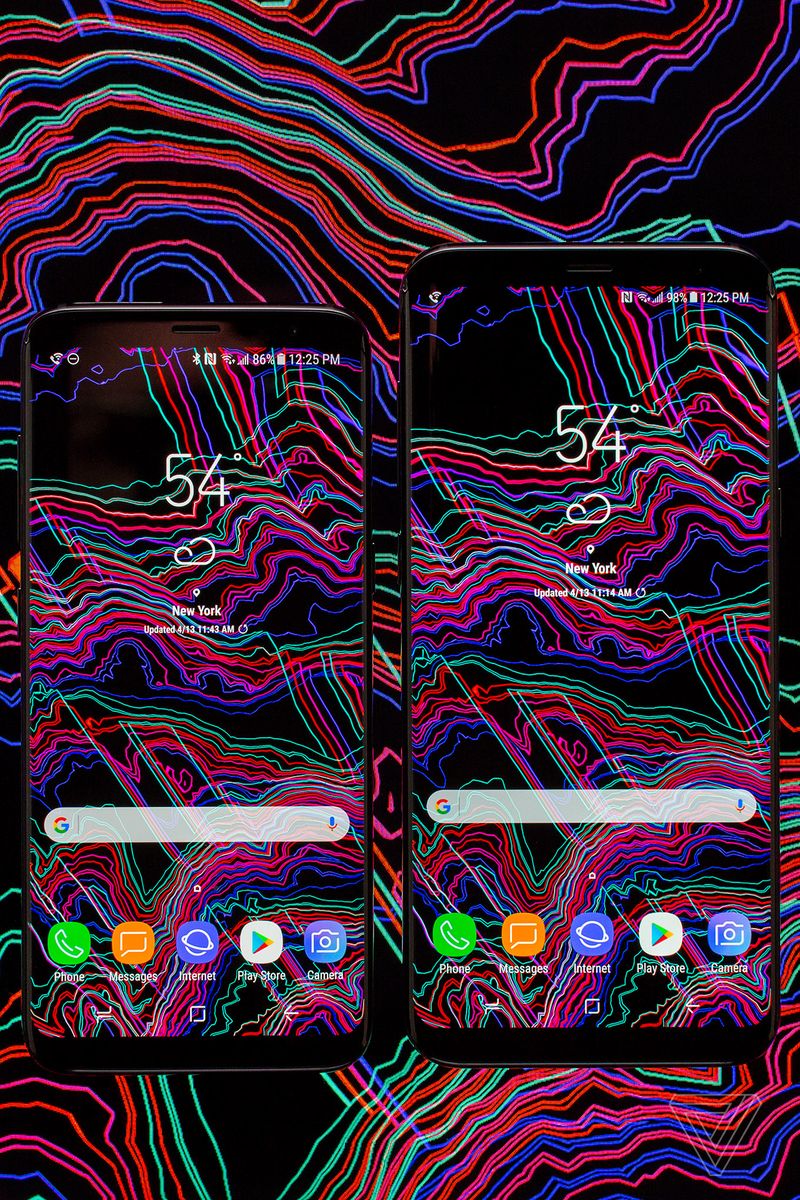 86% 12:25 PM
54°
New York
Updated 4/13 11:43 AM
G
Phone Messages Internet Play Store Camera
98% 12:25 PM
54°
New York
Updated 4/13 11:14 AM
G
Phone Messages Internet Play Store Camera